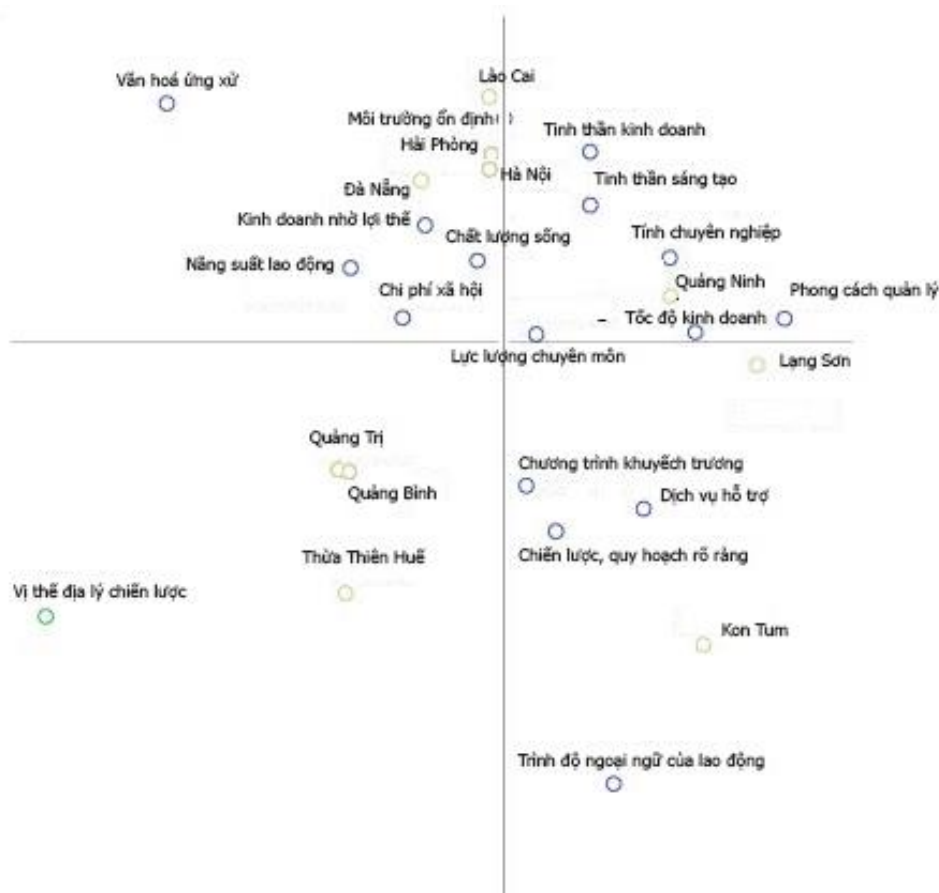 Văn hoá ứng xử
Lào Cai
Môi trường ổn định
Tinh thần kinh doanh
Hải Phòng
Hà Nội
Tinh thần sáng tạo
Đà Nẵng
Kinh doanh nhờ lợi thế
Chất lượng sống
Tính chuyên nghiệp
Năng suất lao động
Quảng Ninh
Chi phí xã hội
Phong cách quản lý
Tốc độ kinh doanh
Lực lượng chuyên môn
Lạng Sơn
Quảng Trị
Chương trình khuyếch trương
Quảng Bình
Dịch vụ hỗ trợ
Thừa Thiên Huế
Chiến lược, quy hoạch rõ ràng
Vị thế địa lý chiến lược
Kon Tum
Trình độ ngoại ngữ của lao động